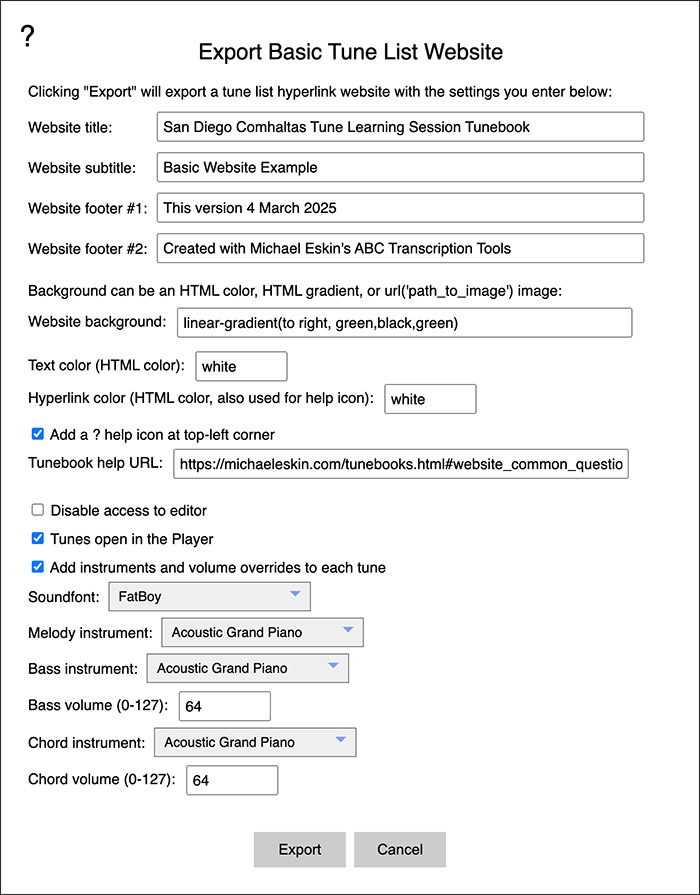 ?
Export Basic Tune List Website
Clicking "Export" will export a tune list hyperlink website with the settings you enter below:
Website title: San Diego Comhaltas Tune Learning Session Tunebook
Website subtitle: Basic Website Example
Website footer #1: This version 4 March 2025
Website footer #2: Created with Michael Eskin's ABC Transcription Tools
Background can be an HTML color, HTML gradient, or url('path_to_image') image:
Website background: linear-gradient(to right, green,black,green)
Text color (HTML color): white
Hyperlink color (HTML color, also used for help icon): white
Add a ? help icon at top-left corner
Tunebook help URL: https://michaeleskin.com/tunebooks.html#website_common_questio
Disable access to editor
Tunes open in the Player
Add instruments and volume overrides to each tune
Soundfont: FatBoy
Melody instrument: Acoustic Grand Piano
Bass instrument: Acoustic Grand Piano
Bass volume (0-127): 64
Chord instrument: Acoustic Grand Piano
Chord volume (0-127): 64
Export Cancel